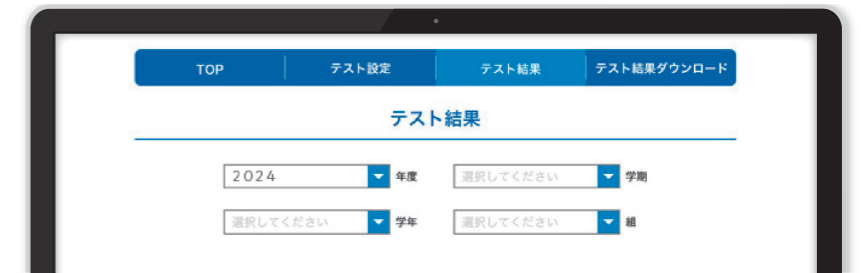 TOP テスト設定 テスト結果 テスト結果ダウンロード
テスト結果
2024 年度 選択してください 学期
選択してください 学年 選択してください 組